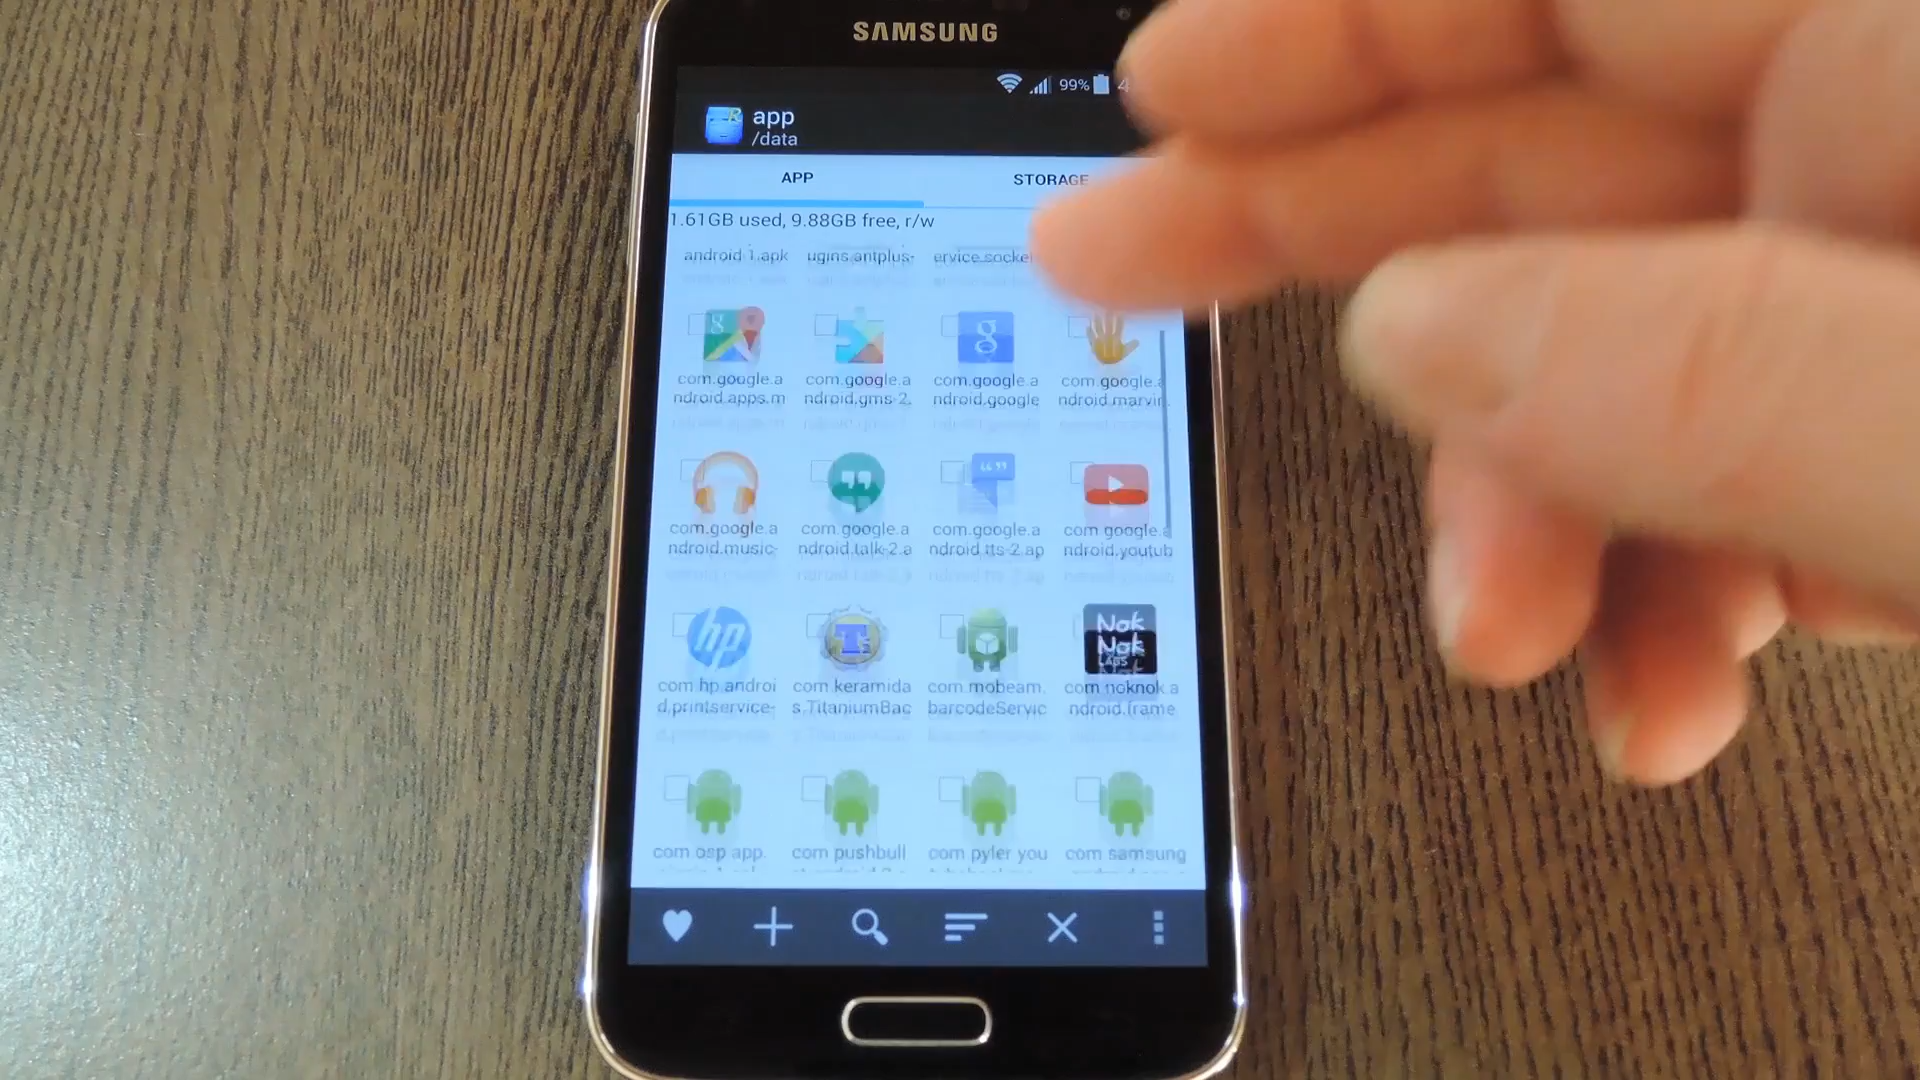 SAMSUNG
99% 4
app
/data
APP STORAGE
1.61GB used, 9.88GB free, r/w
android-1.apk ugins.antplus- ervice.socke
com.google.a com.google.a com.google.a com.google.a
ndroid.apps.m ndroid.gms-2. ndroid.google ndroid.marvin.
com.google.a com.google.a com.google.a com.google.a
ndroid.music- ndroid.talk-2.a ndroid.tts-2.ap ndroid.youtub
hp Nok Nok LABS
com.hp.androi com.keramida com.mobeam. com.noknok.a
d.printservice- s.TitaniumBac barcodeServic ndroid.frame
com.osp.app. com.pushbull com.pyler.you com.samsung